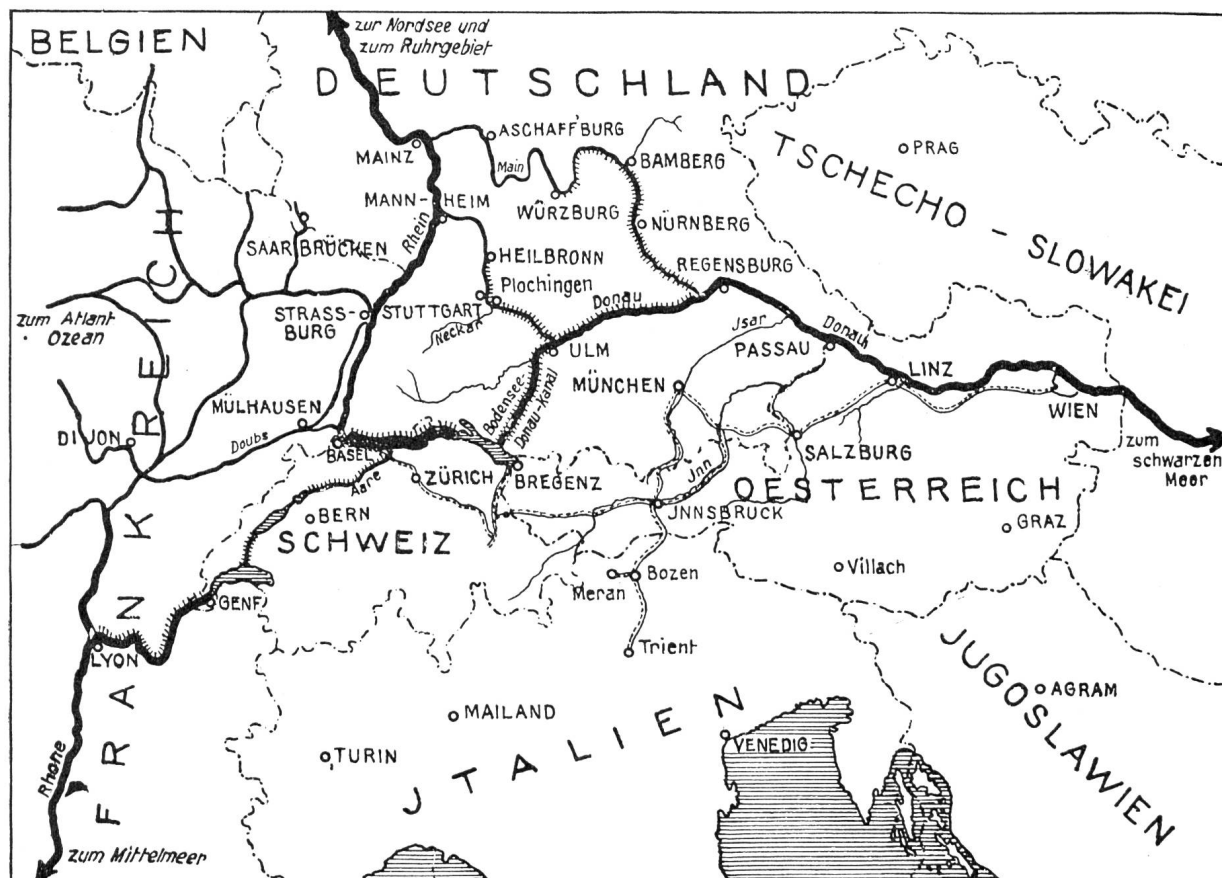 zur Nordsee und
zum Ruhrgebiet
BELGIEN
DEUTSCHLAND
ASCHAFF'BURG
MAINZ
Main
BAMBERG
PRAG
TSCHECHO - SLOWAKEI
MANN-HEIM
WÜRZBURG
NÜRNBERG
Rhein
SAARBRÜCKEN
HEILBRONN
REGENSBURG
Plochingen
STRASS-
BURG
STUTTGART
Donau
zum Atlant.
Ozean
Neckar
Jsar
Donau
PASSAU
ULM
LINZ
MÜNCHEN
WIEN
MÜLHAUSEN
Bodensee-
Donau-Kanal
DIJON
Doubs
BASEL
SALZBURG
zum
schwarzen
Meer
ZÜRICH
BREGENZ
Jnn
Aare
OESTERREICH
BERN
JNNSBRUCK
GRAZ
SCHWEIZ
Bozen
Villach
Meran
GENF
Trient
LYON
FRANKREICH
JUGOSLAWIEN
AGRAM
MAILAND
JTALIEN
VENEDIG
TURIN
Rhone
zum Mittelmeer